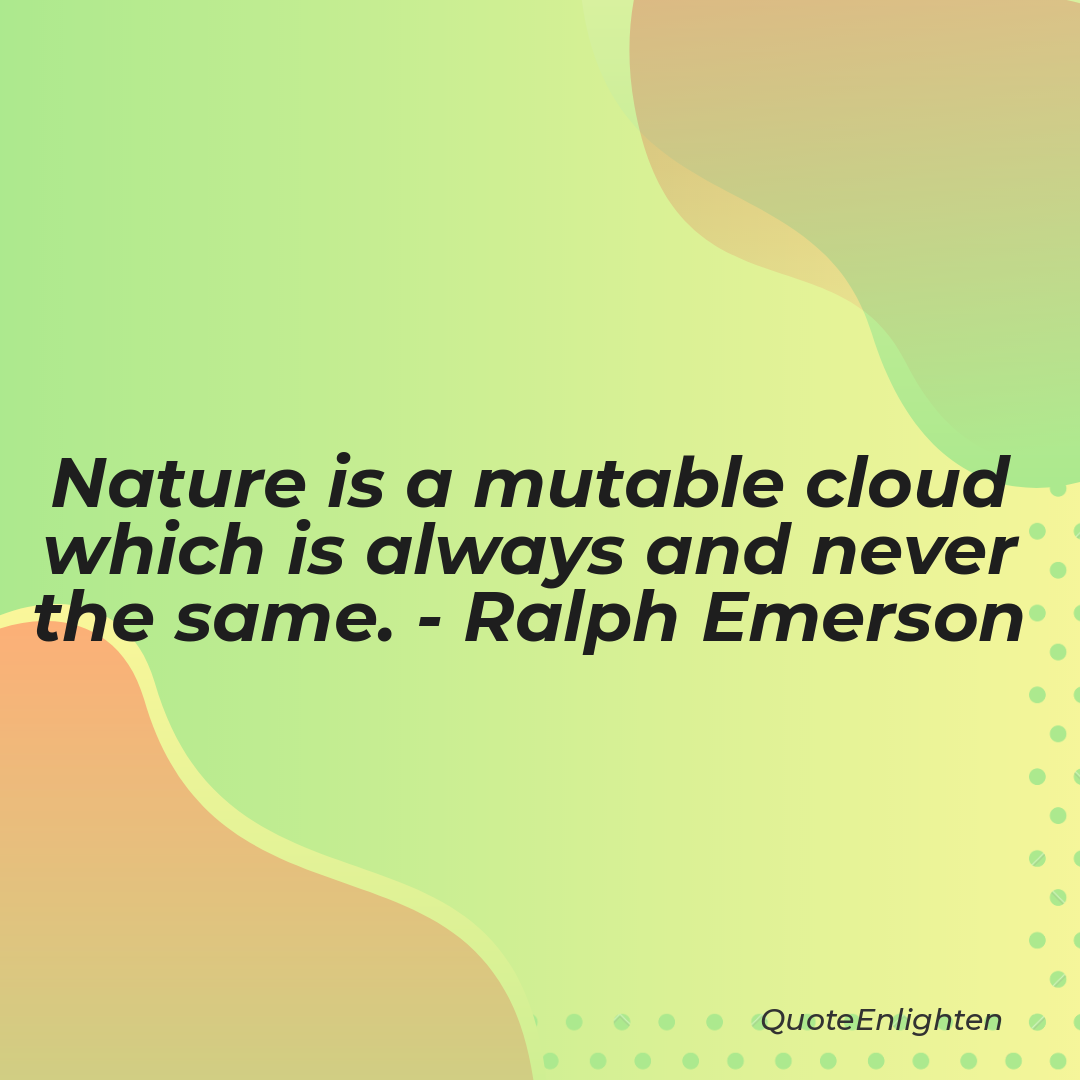 Nature is a mutable cloud
which is always and never
the same. - Ralph Emerson
QuoteEnlighten